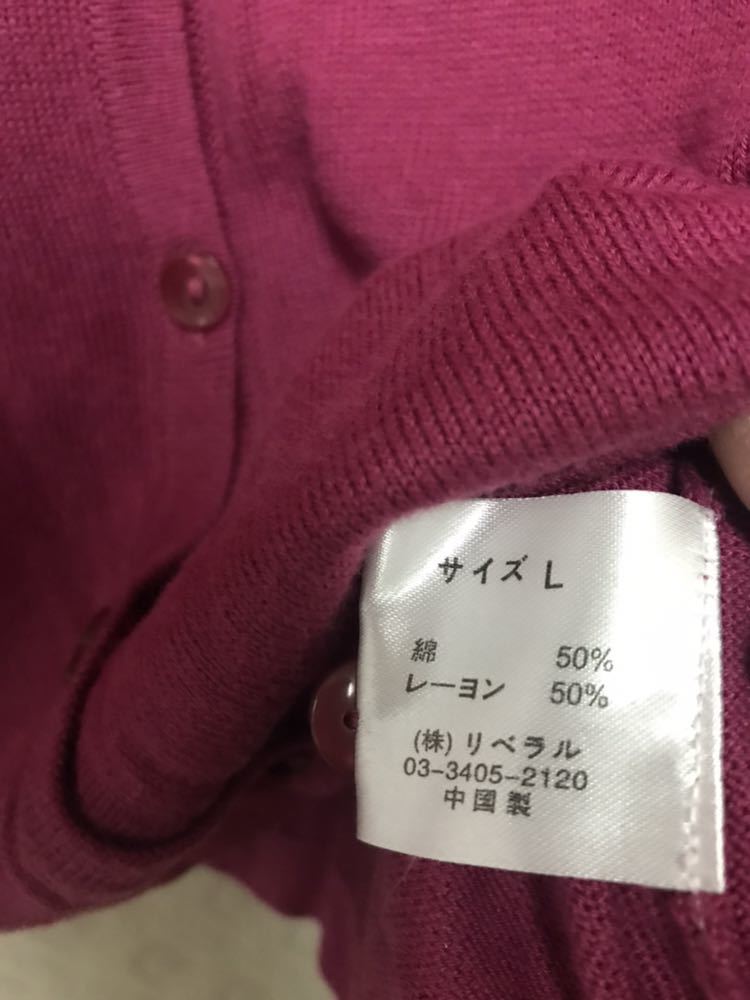 サイズ L
綿 50%
レーヨン 50%
(株) リベラル
03-3405-2120
中国製